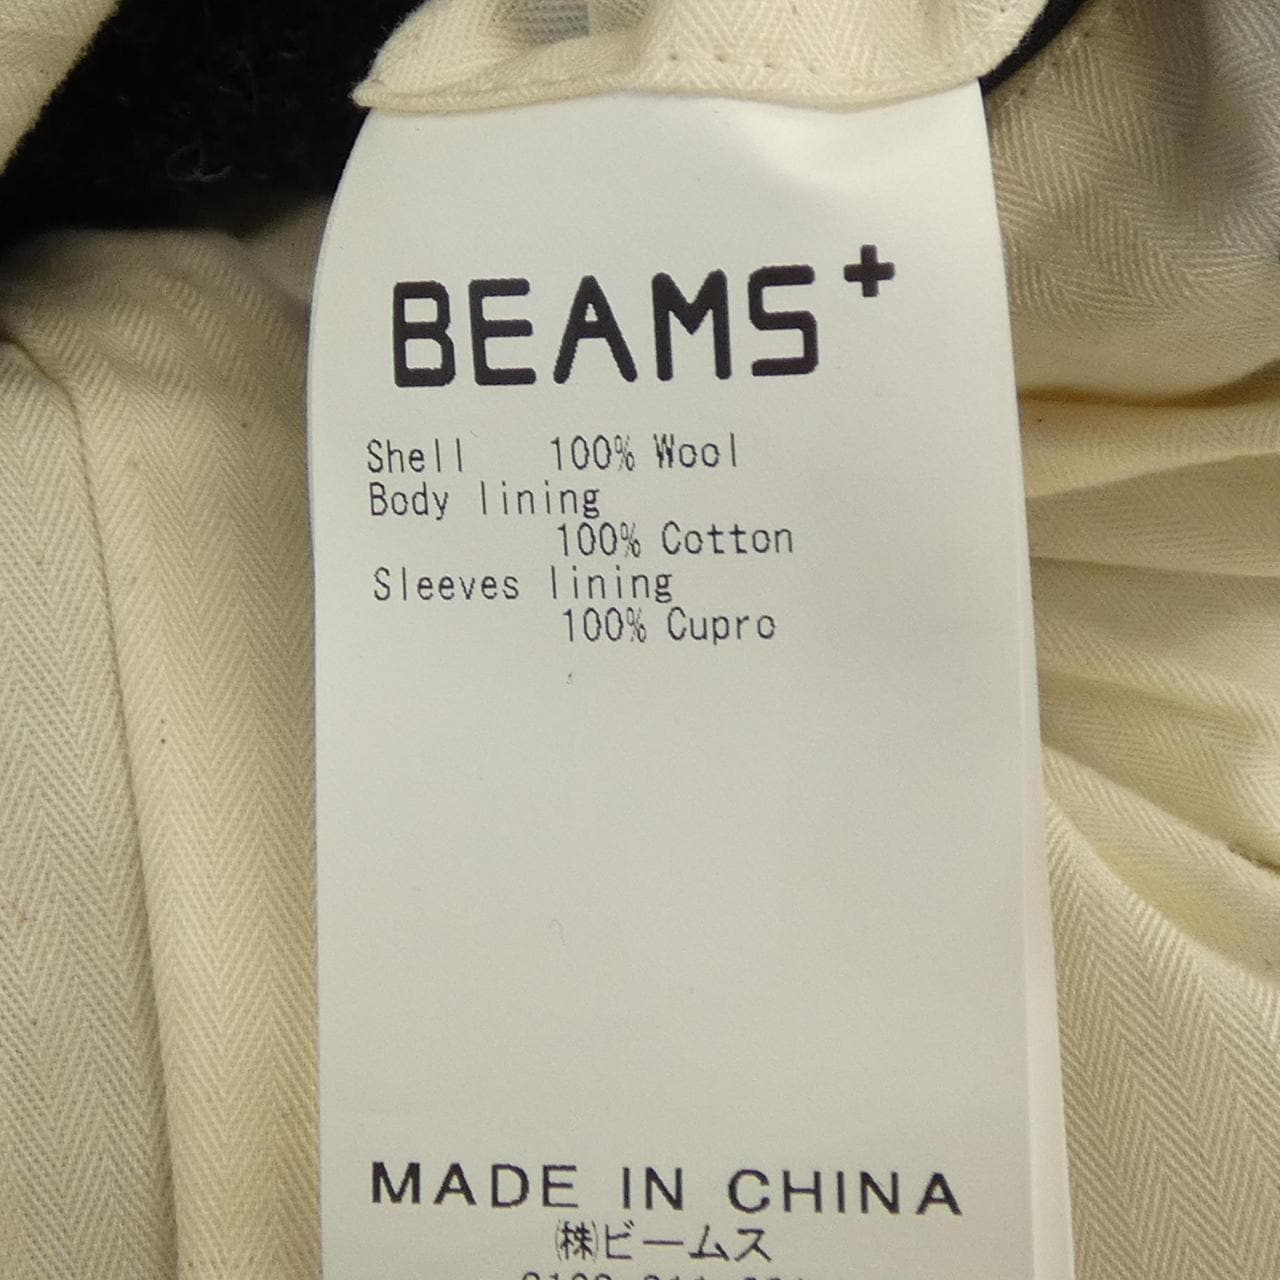 BEAMS+
Shell 100% Wool
Body lining
100% Cotton
Sleeves lining
100% Cupro
MADE IN CHINA
㈱ビームス